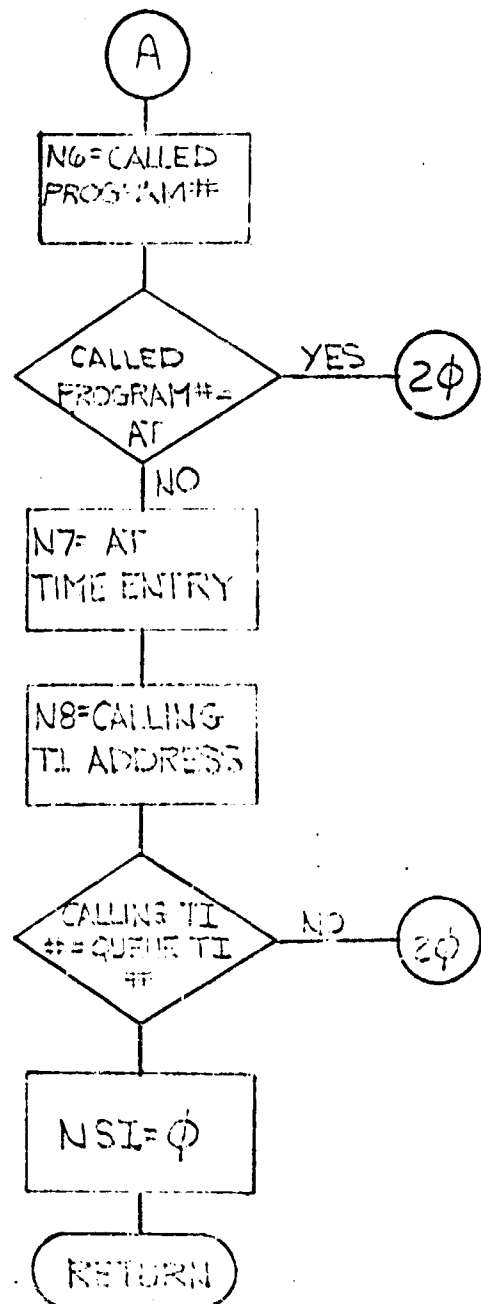 A
N6=CALLED
PROGRAM#
CALLED
PROGRAM#=
AT
YES
2φ
NO
N7= AT
TIME ENTRY
N8=CALLING
TI ADDRESS
CALLING TI
#=QUEUE TI
#
NO
2φ
NSI=φ
RETURN